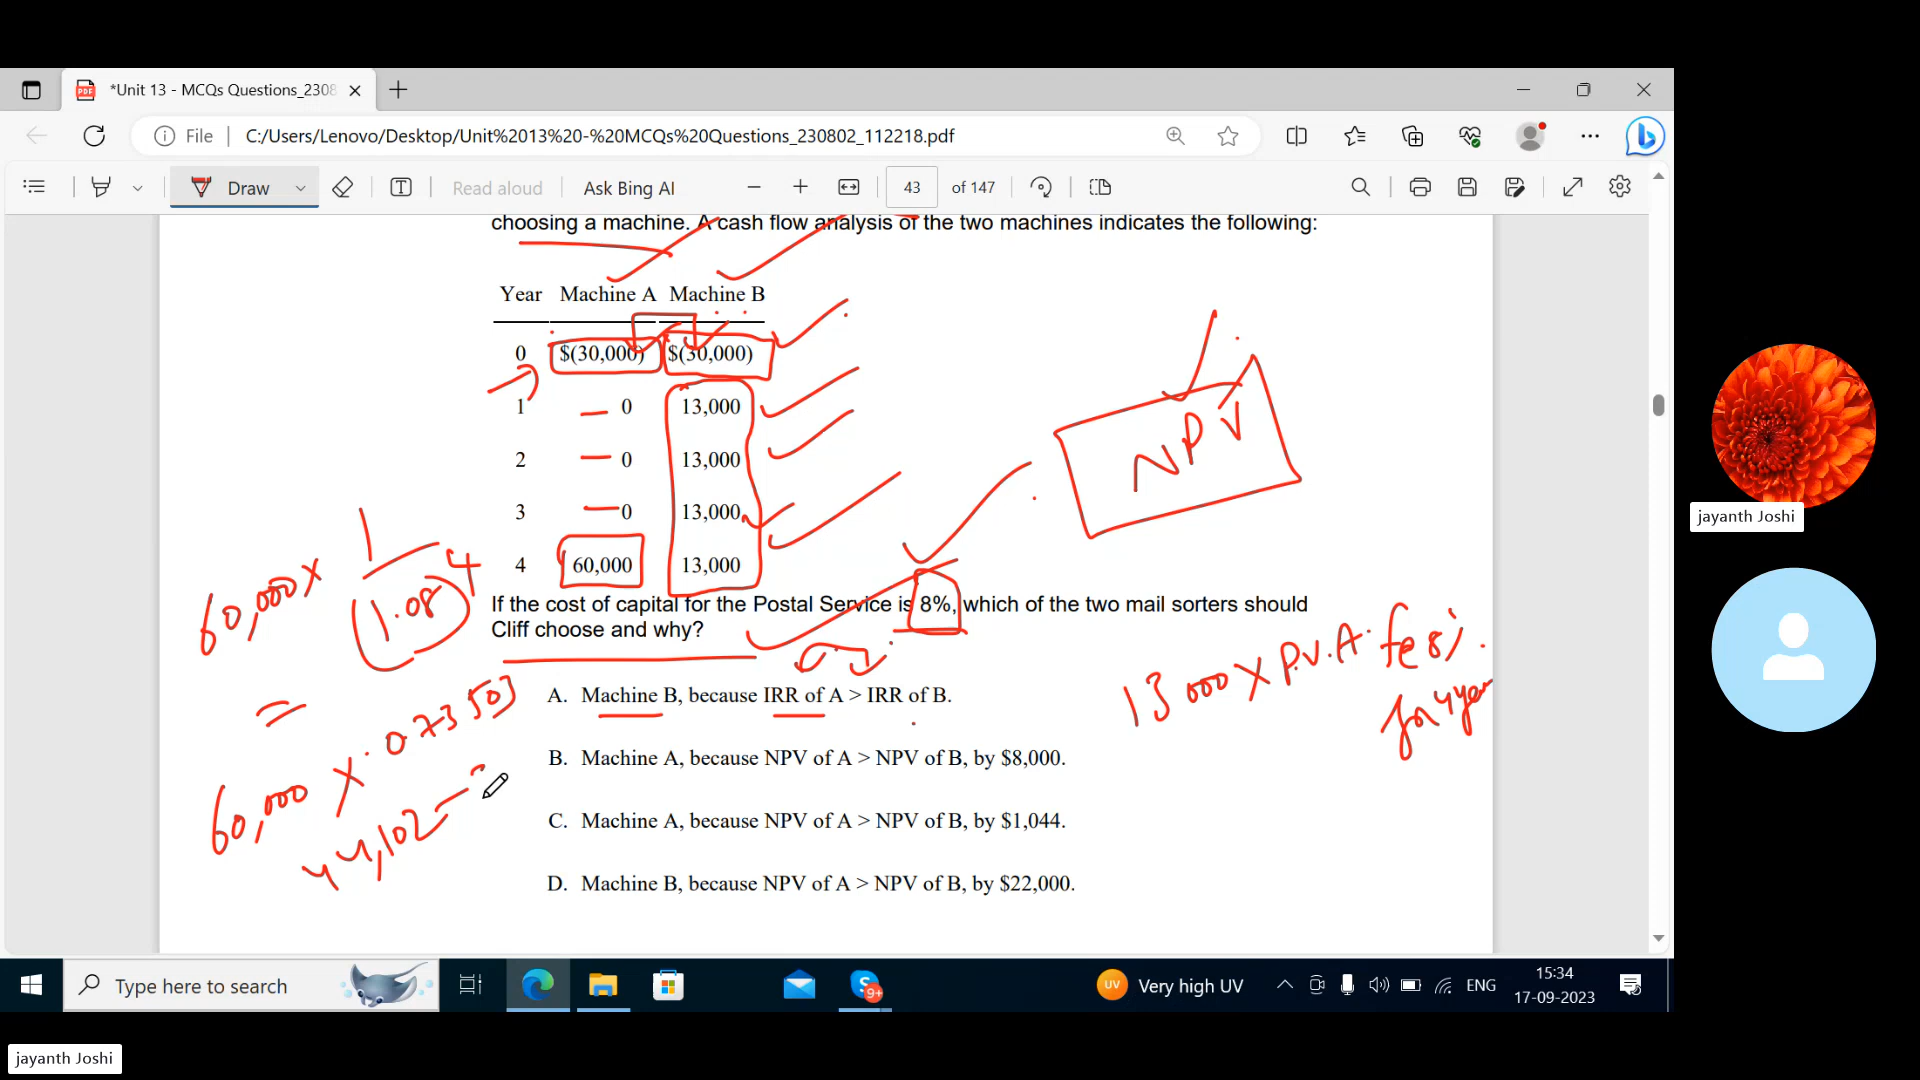 *Unit 13 - MCQs Questions_2308
File
C:/Users/Lenovo/Desktop/Unit%2013%20-%20MCQs%20Questions_230802_112218.pdf
Draw
Read aloud
Ask Bing AI
43
of 147
choosing a machine. A cash flow analysis of the two machines indicates the following:
Year Machine A Machine B
0 $(30,000) $(30,000)
1 0 13,000
2 0 13,000
3 0 13,000
4 60,000 13,000
NPV
60,000 X 1
1.08 4
If the cost of capital for the Postal Service is 8%, which of the two mail sorters should
Cliff choose and why?
13000 X P.V.A. fe 8%.
for 4 year
=
60,000 X .073503
44,102
A. Machine B, because IRR of A > IRR of B.
B. Machine A, because NPV of A > NPV of B, by $8,000.
C. Machine A, because NPV of A > NPV of B, by $1,044.
D. Machine B, because NPV of A > NPV of B, by $22,000.
jayanth Joshi
Type here to search
9+
UV
Very high UV
ENG
15:34
17-09-2023
jayanth Joshi